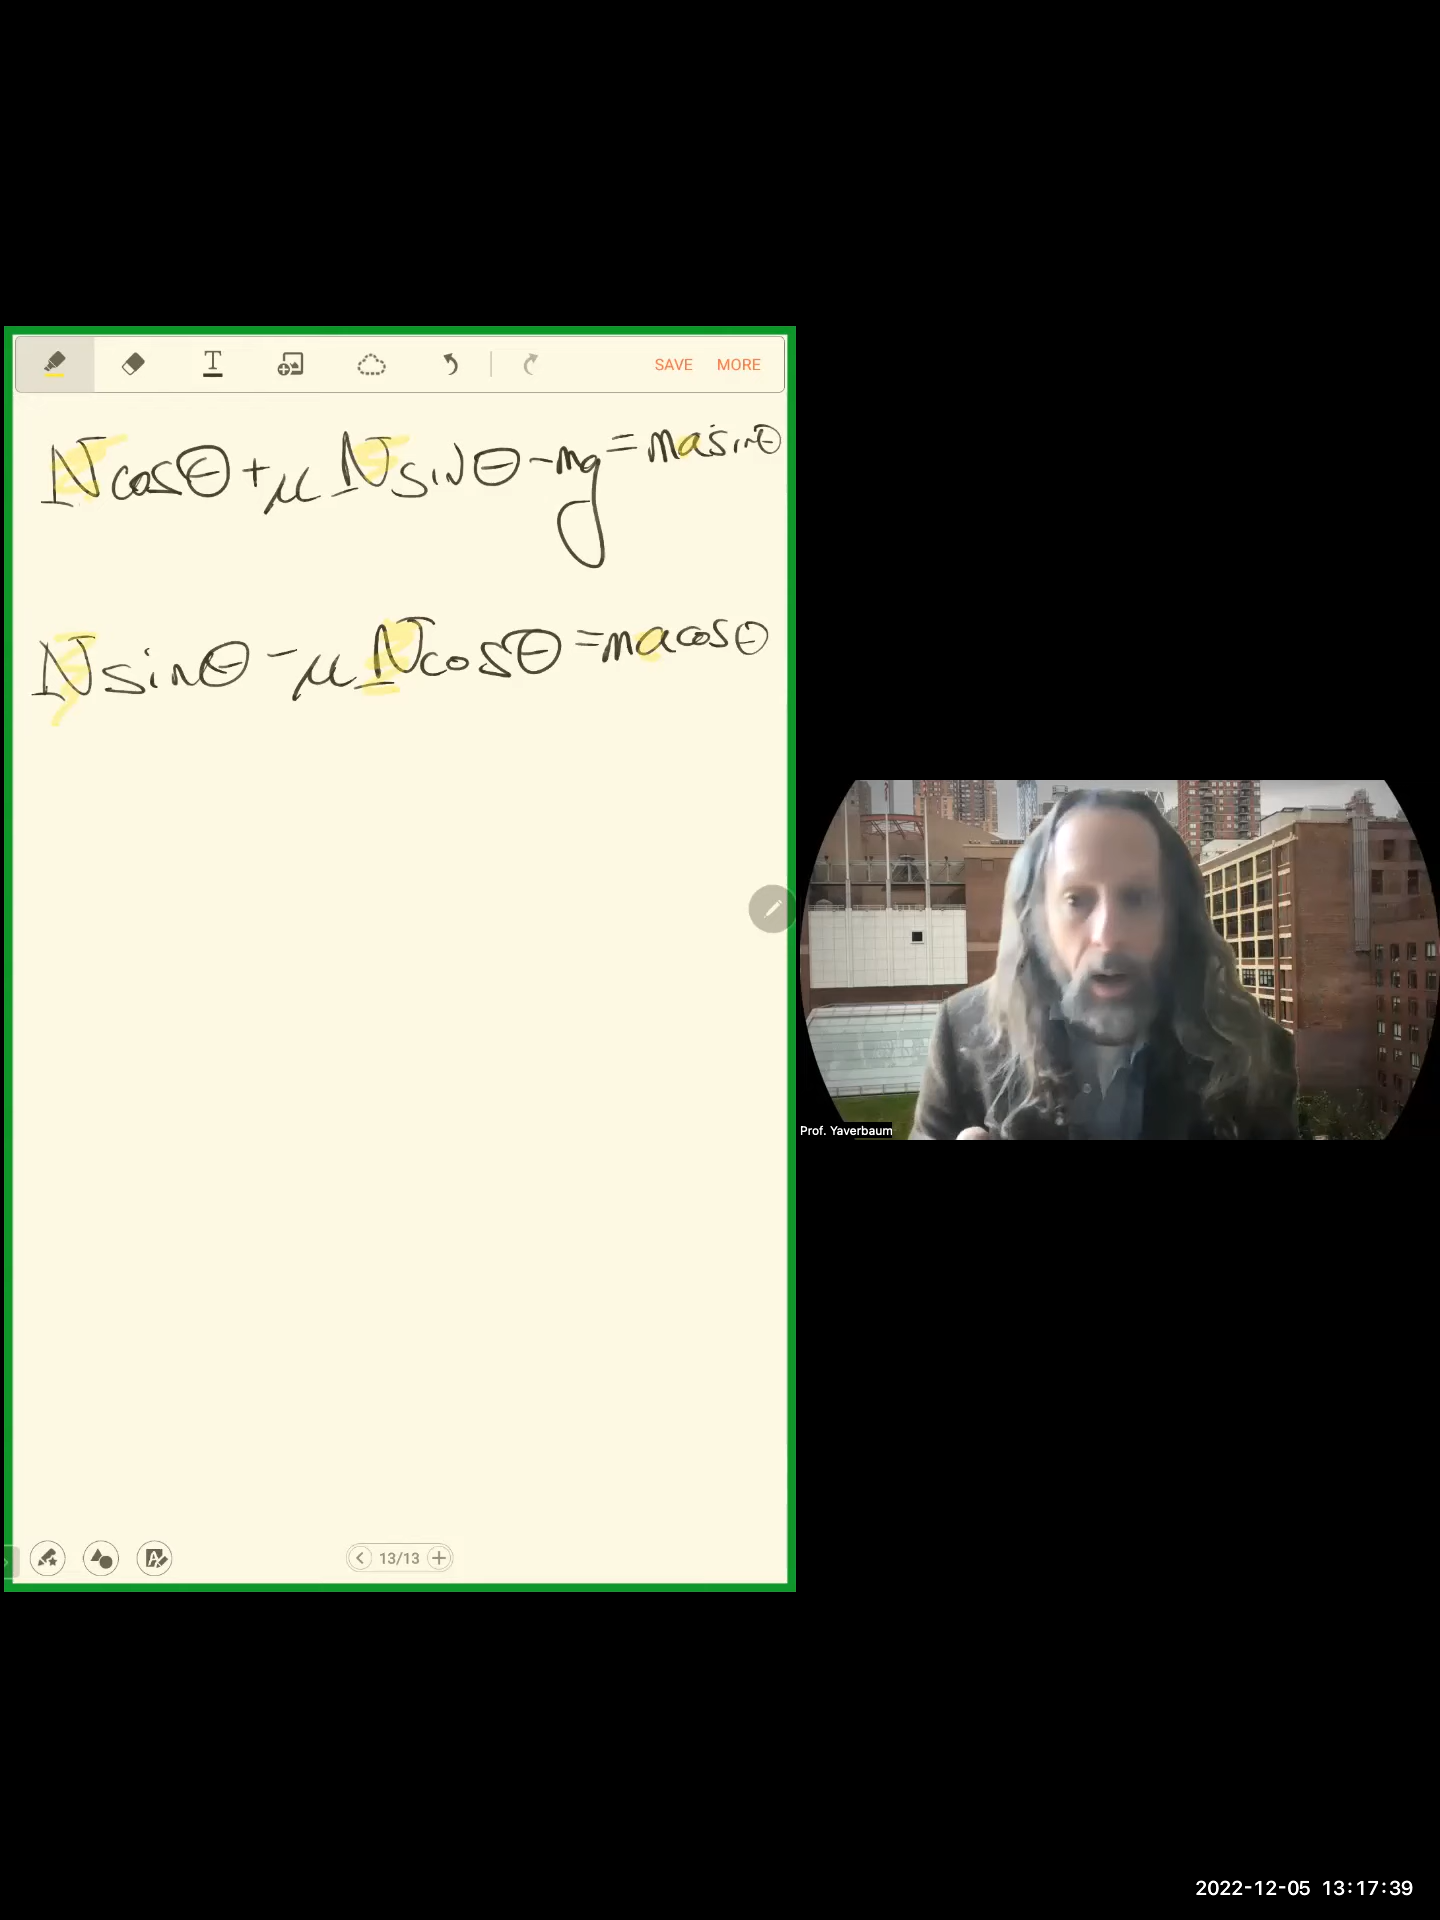 T SAVE MORE
Ncosθ+μNsinθ-mg=masinθ
Nsinθ-μNcosθ=macosθ
Prof. Yaverbaum
A
13/13
2022-12-05 13:17:39